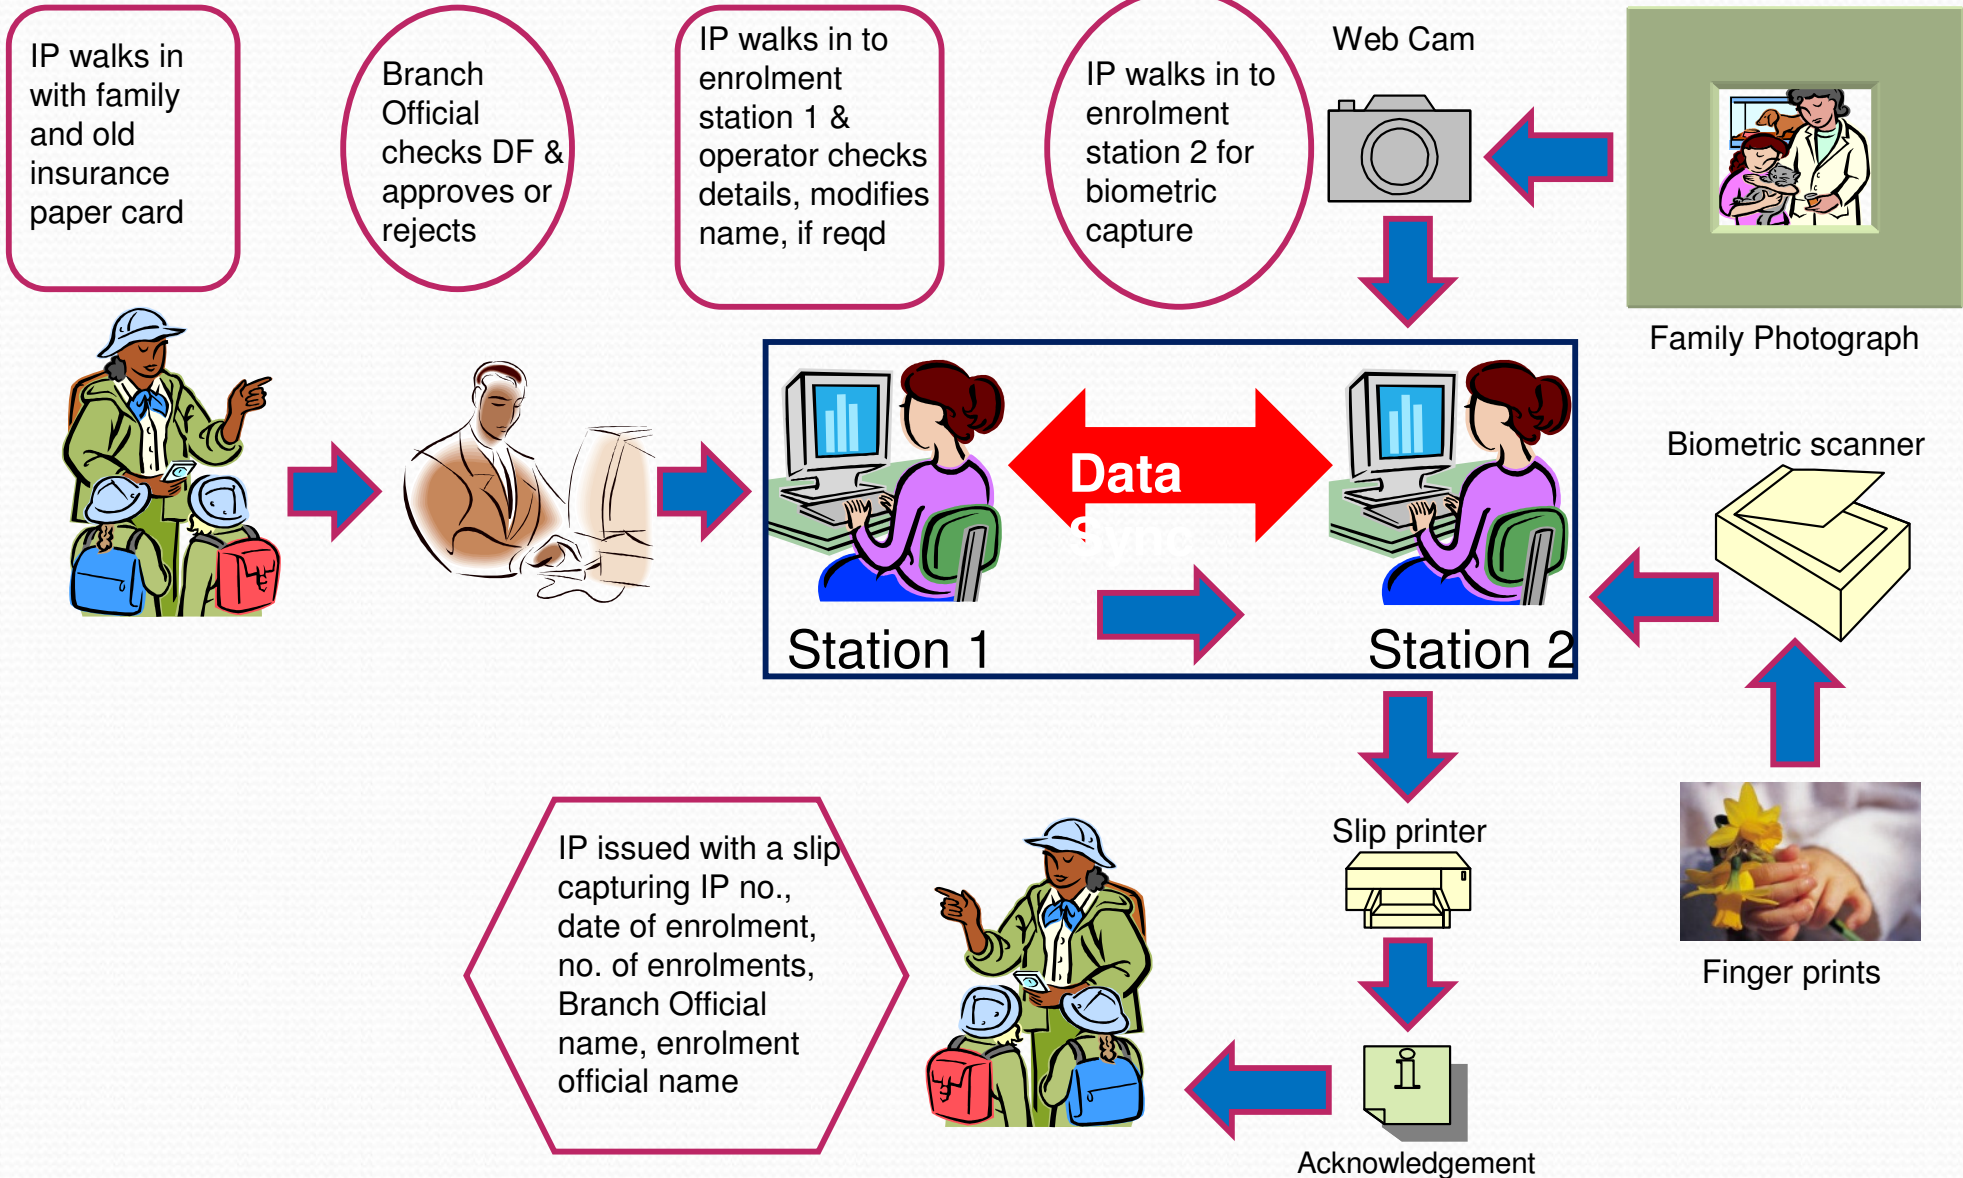 IP walks in
with family
and old
insurance
paper card
Branch
Official
checks DF &
approves or
rejects
IP walks in to
enrolment
station 1 &
operator checks
details, modifies
name, if reqd
IP walks in to
enrolment
station 2 for
biometric
capture
Web Cam
Family Photograph
Biometric scanner
Data
Station 1
Station 2
Slip printer
Finger prints
IP issued with a slip
capturing IP no.,
date of enrolment,
no. of enrolments,
Branch Official
name, enrolment
official name
Acknowledgement